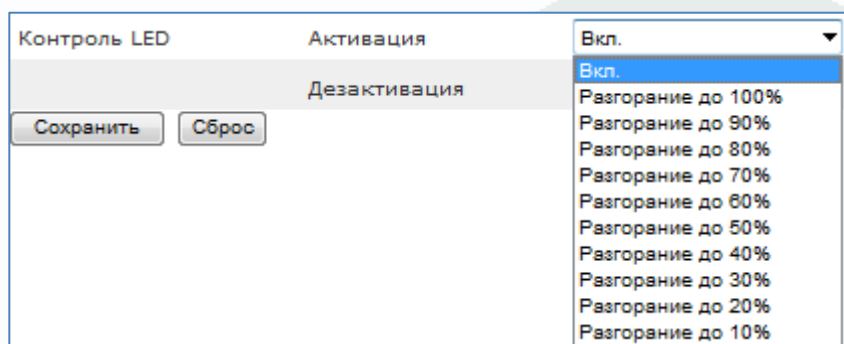 Контроль LED Активация Вкл.
Вкл.
Дезактивация
Разгорание до 100%
Сохранить Сброс Разгорание до 90%
Разгорание до 80%
Разгорание до 70%
Разгорание до 60%
Разгорание до 50%
Разгорание до 40%
Разгорание до 30%
Разгорание до 20%
Разгорание до 10%